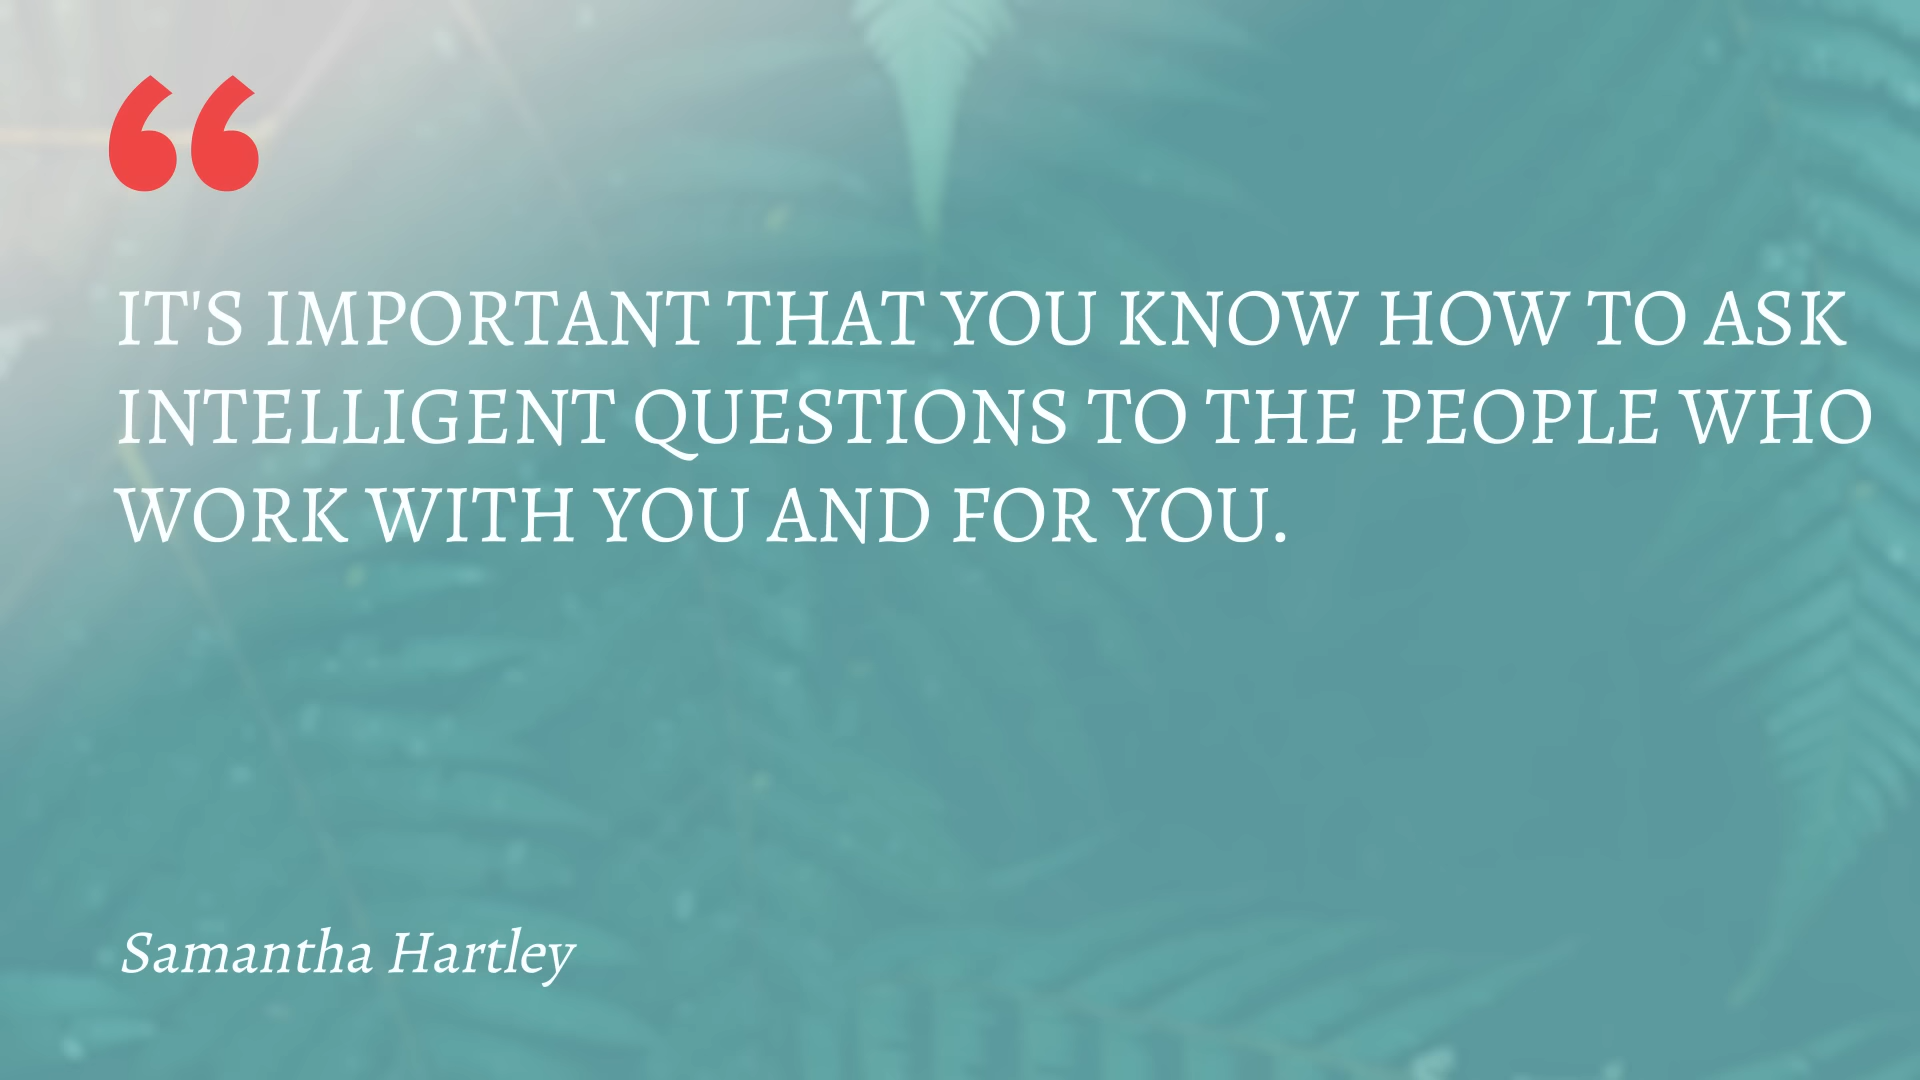 “
IT'S IMPORTANT THAT YOU KNOW HOW TO ASK
INTELLIGENT QUESTIONS TO THE PEOPLE WHO
WORK WITH YOU AND FOR YOU.
Samantha Hartley